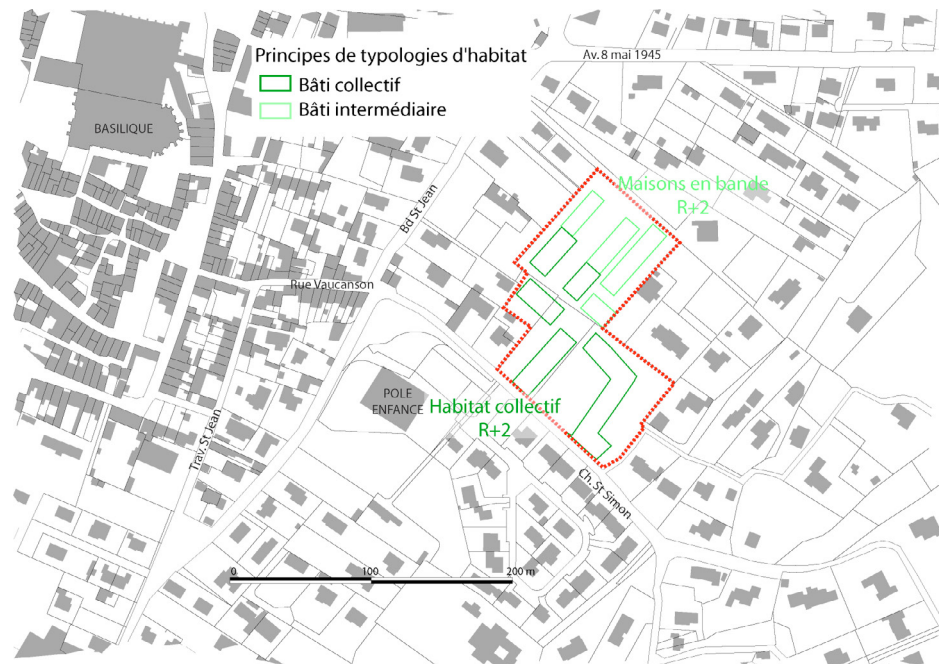 Principes de typologies d'habitat
Bâti collectif
Bâti intermédiaire
Av. 8 mai 1945
BASILIQUE
Maisons en bande
R+2
Bd St Jean
Rue Vaucanson
POLE
ENFANCE
Habitat collectif
R+2
Trav. St Jean
Ch. St Simon
0
100
200 m